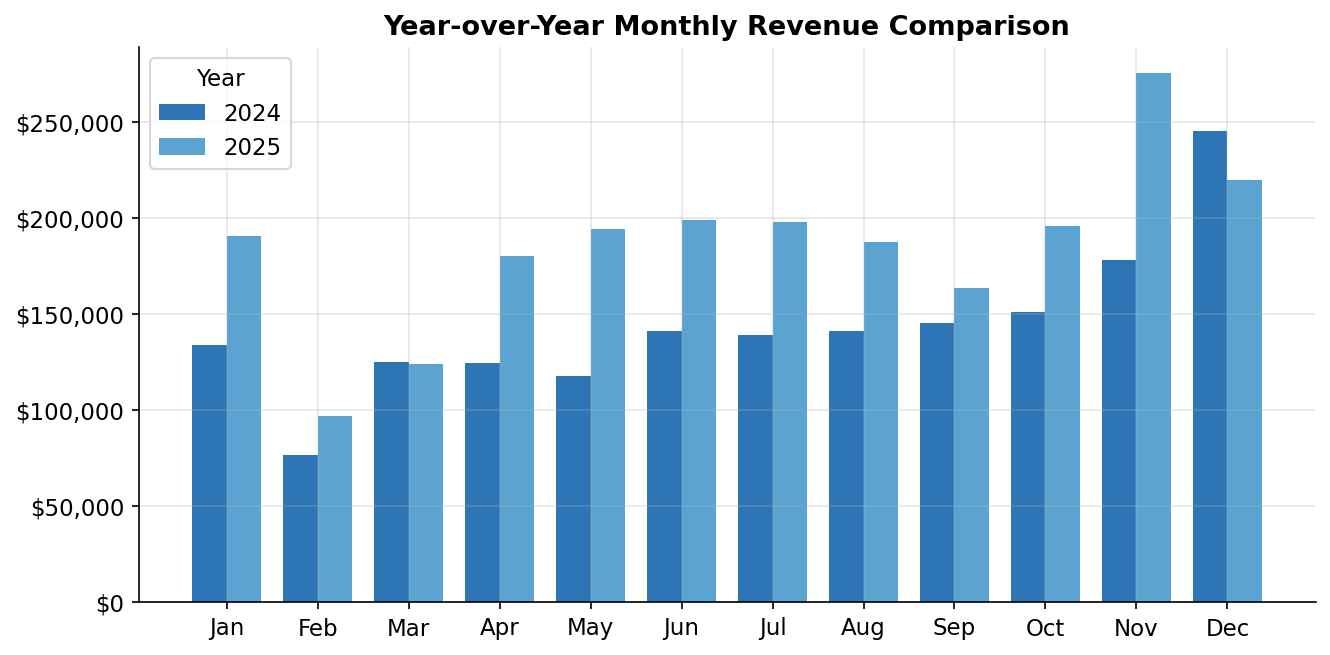 Year-over-Year Monthly Revenue Comparison
Year
2024
2025
$250,000
$200,000
$150,000
$100,000
$50,000
$0
Jan Feb Mar Apr May Jun Jul Aug Sep Oct Nov Dec